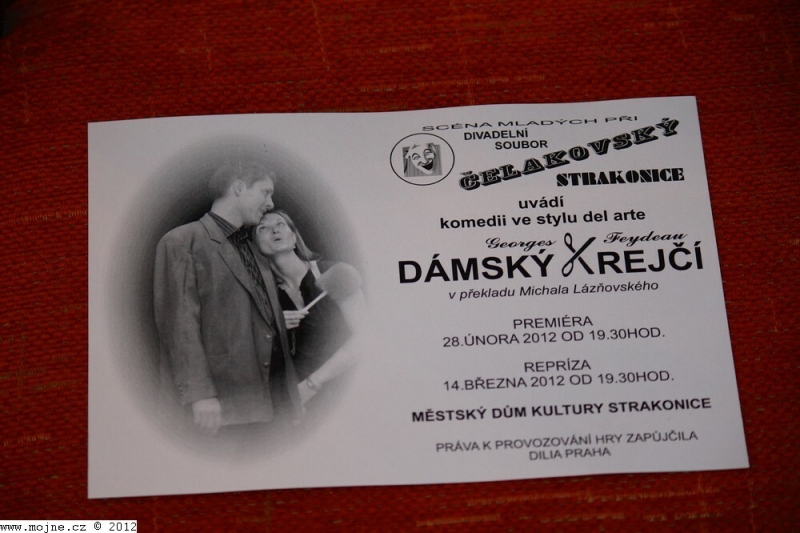 SCÉNA MLADÝCH PŘI
DIVADELNÍ
SOUBOR
ČELAKOVSKÝ
STRAKONICE
uvádí
komedii ve stylu del arte
Georges Feydeau
DÁMSKÝ KREJČÍ
v překladu Michala Lázňovského
PREMIÉRA
28.ÚNORA 2012 OD 19.30HOD.
REPRÍZA
14.BŘEZNA 2012 OD 19.30HOD.
MĚSTSKÝ DŮM KULTURY STRAKONICE
PRÁVA K PROVOZOVÁNÍ HRY ZAPŮJČILA
DILIA PRAHA
www.mojne.cz © 2012